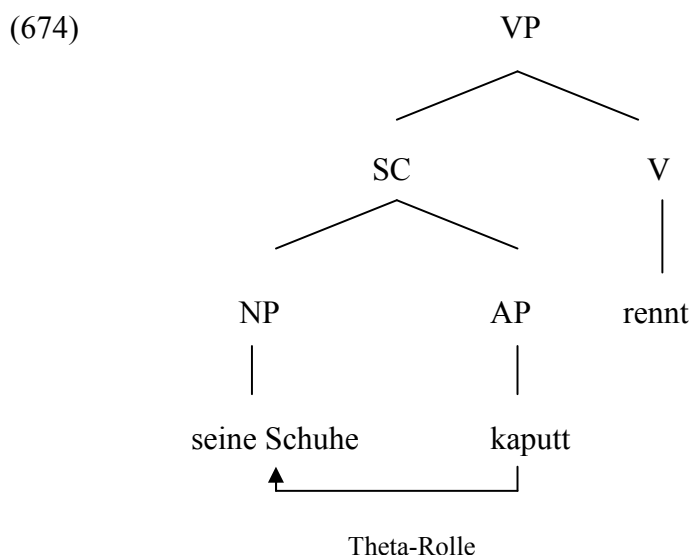 (674) VP
SC V
NP AP rennt
seine Schuhe kaputt
Theta-Rolle